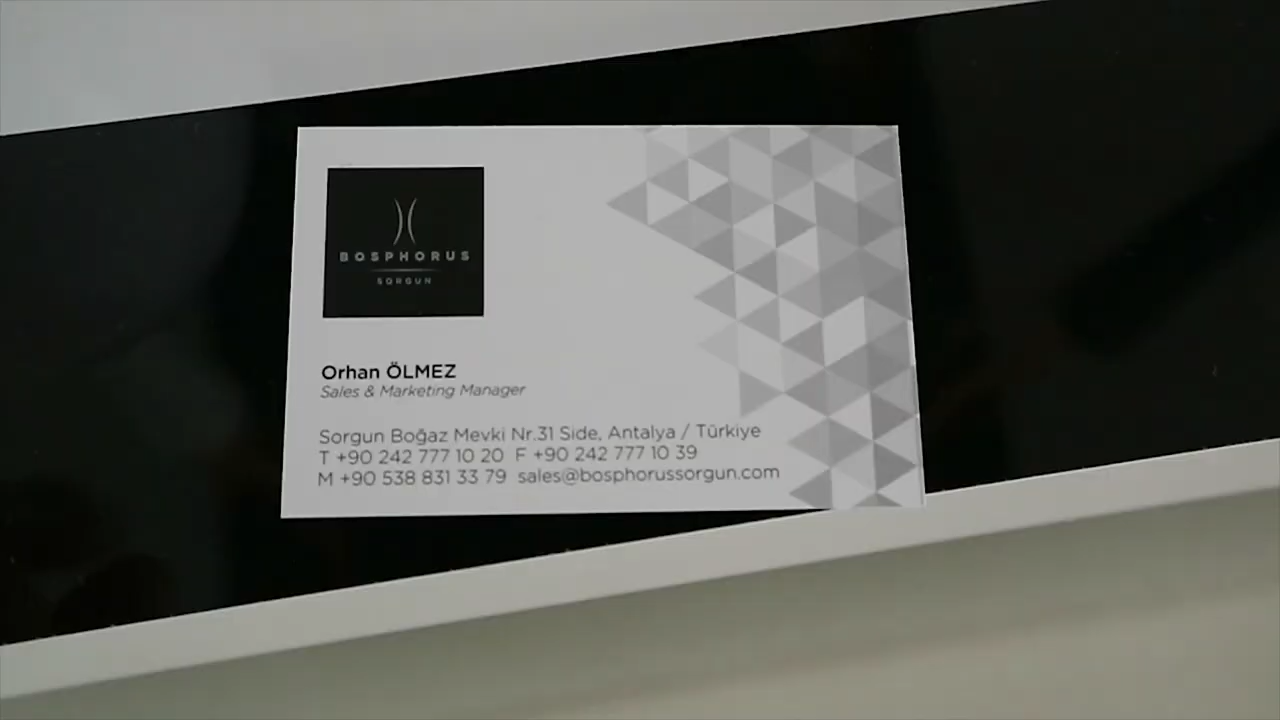 BOSPHORUS
SORGUN
Orhan ÖLMEZ
Sales & Marketing Manager
Sorgun Boğaz Mevki Nr.31 Side, Antalya / Türkiye
T +90 242 777 10 20 F +90 242 777 10 39
M +90 538 831 33 79 sales@bosphorussorgun.com